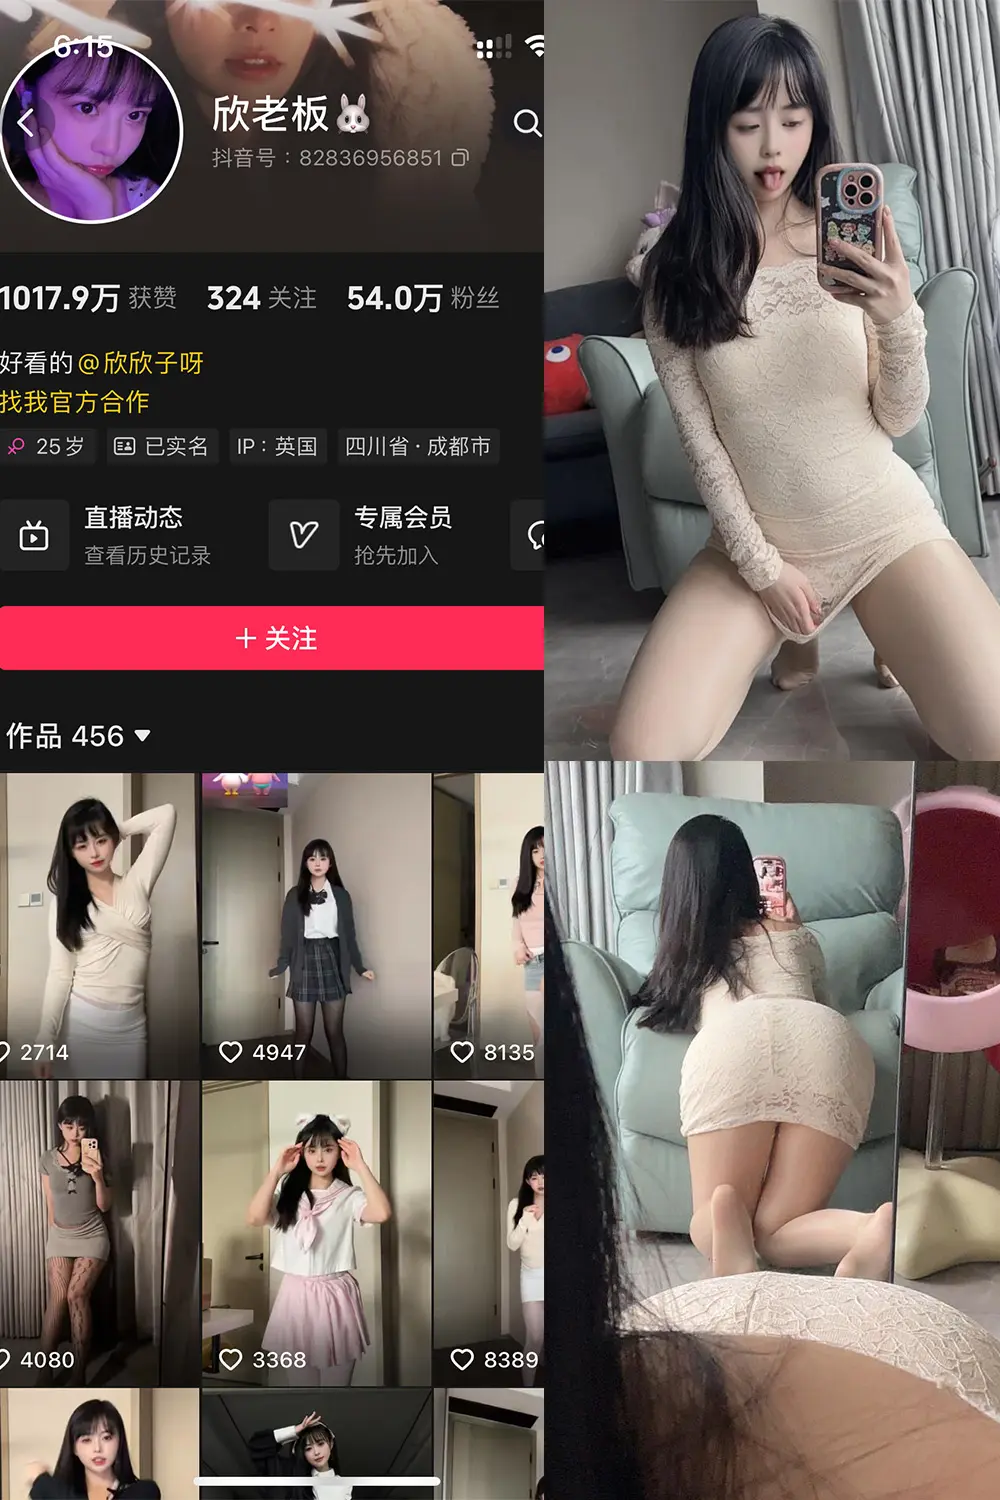 6:15
欣老板🐰
抖音号：82836956851
1017.9万 获赞 324 关注 54.0万 粉丝
好看的@欣欣子呀
找我官方合作
25岁 已实名 IP：英国 四川省·成都市
直播动态 专属会员
查看历史记录 抢先加入
+ 关注
作品 456
2714 4947 8135
4080 3368 8389